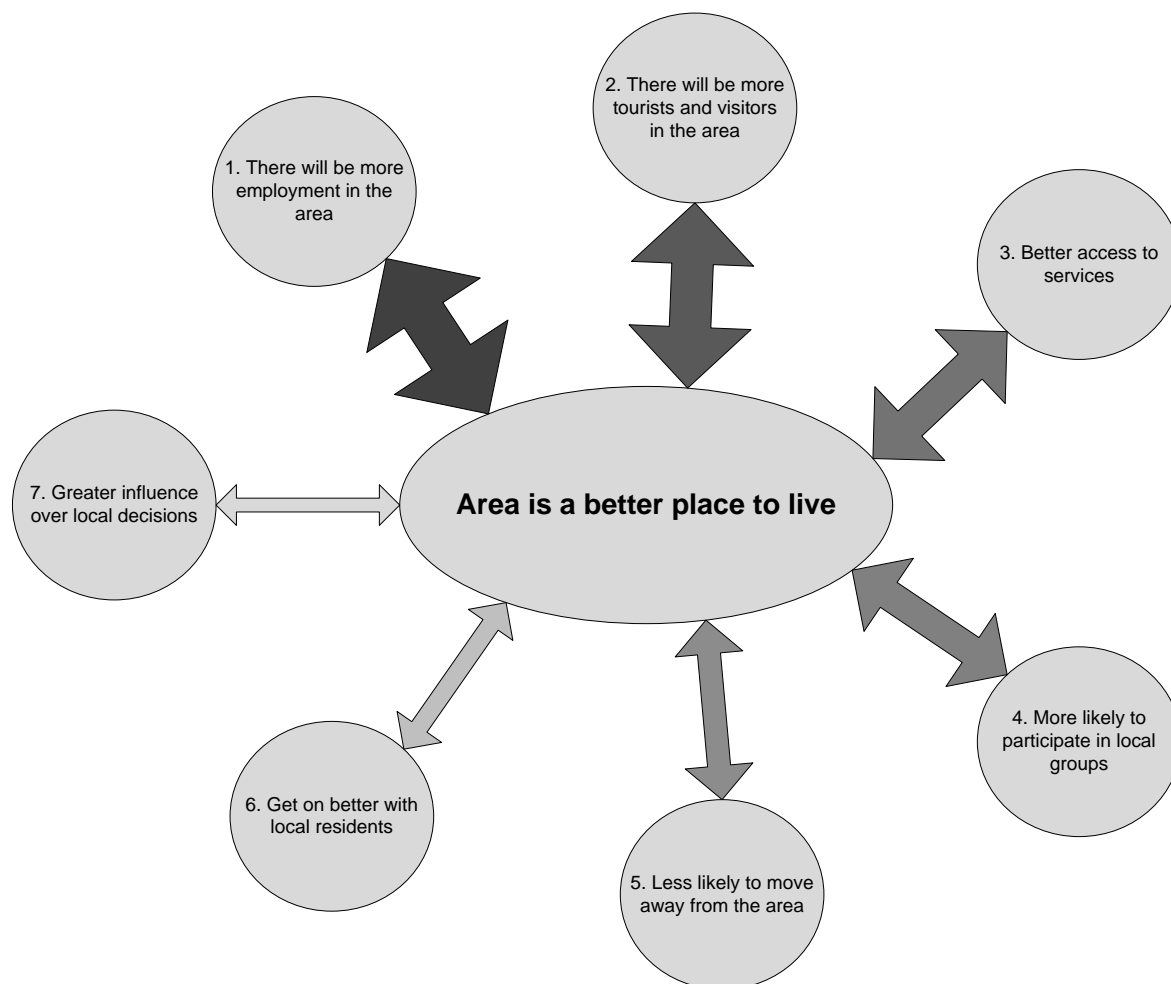 1. There will be more
employment in the
area
2. There will be more
tourists and visitors
in the area
3. Better access to
services
Area is a better place to live
7. Greater influence
over local decisions
4. More likely to
participate in local
groups
6. Get on better with
local residents
5. Less likely to move
away from the area